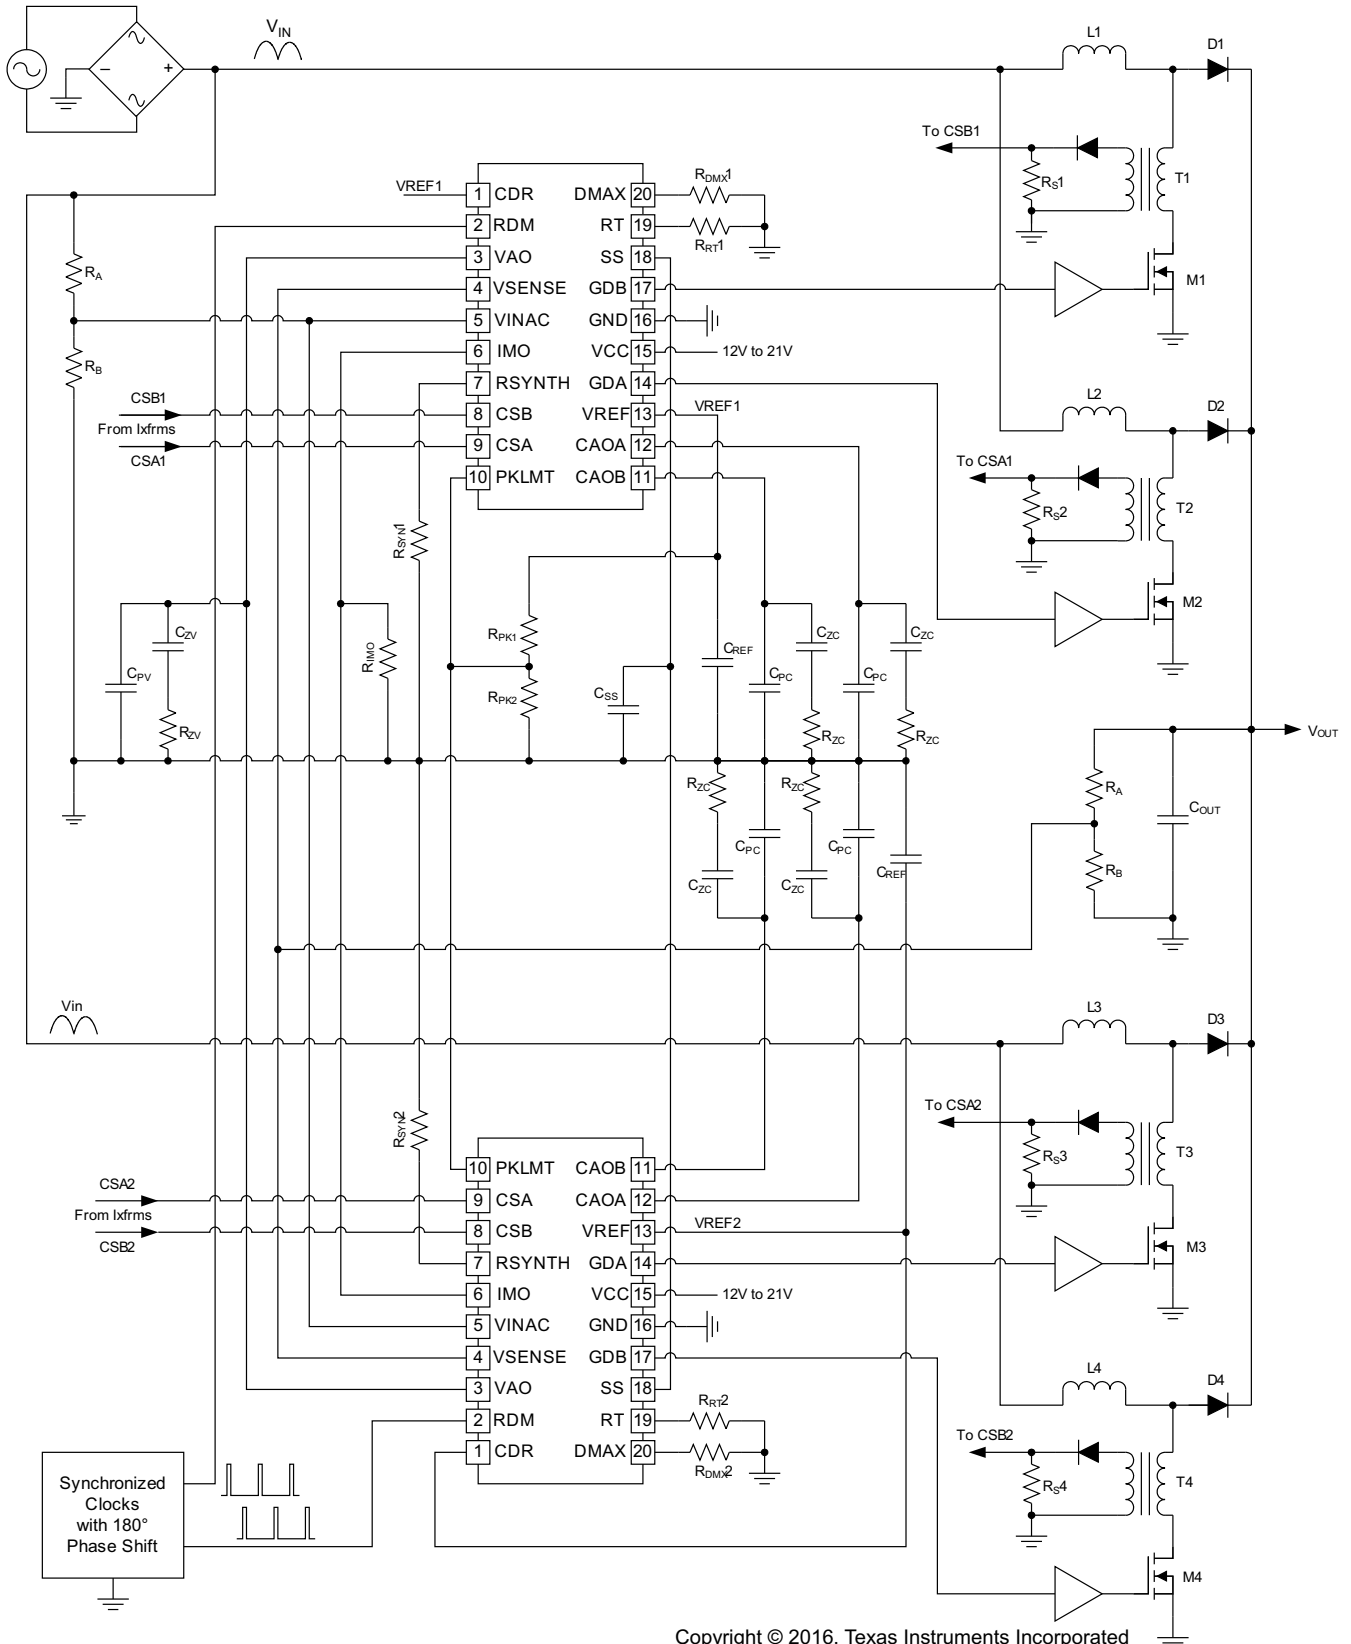 VIN
L1
D1
To CSB1
RS1
T1
M1
VREF1
1 CDR
2 RDM
3 VAO
4 VSENSE
5 VINAC
6 IMO
7 RSYNTH
8 CSB
9 CSA
10 PKLMT
DMAX 20
RT 19
SS 18
GDB 17
GND 16
VCC 15
GDA 14
VREF 13
CAOA 12
CAOB 11
RDMX1
RRT1
12V to 21V
VREF1
RA
RB
CSB1
From Ixfrms
CSA1
L2
D2
To CSA1
RS2
T2
M2
RSYN1
CZV
CPV
RZV
RIMO
RPK1
RPK2
CSS
CREF
CPC
CZC
RZC
CPC
CZC
RZC
VOUT
RA
RB
COUT
RZC
CPC
CZC
RZC
CPC
CZC
CREF
Vin
L3
D3
To CSA2
RS3
T3
M3
RSYN2
CSA2
From Ixfrms
CSB2
10 PKLMT
9 CSA
8 CSB
7 RSYNTH
6 IMO
5 VINAC
4 VSENSE
3 VAO
2 RDM
1 CDR
CAOB 11
CAOA 12
VREF 13
GDA 14
VCC 15
GND 16
GDB 17
SS 18
RT 19
DMAX 20
VREF2
12V to 21V
RRT2
RDMX2
L4
D4
To CSB2
RS4
T4
M4
Synchronized
Clocks
with 180°
Phase Shift
Copyright © 2016, Texas Instruments Incorporated